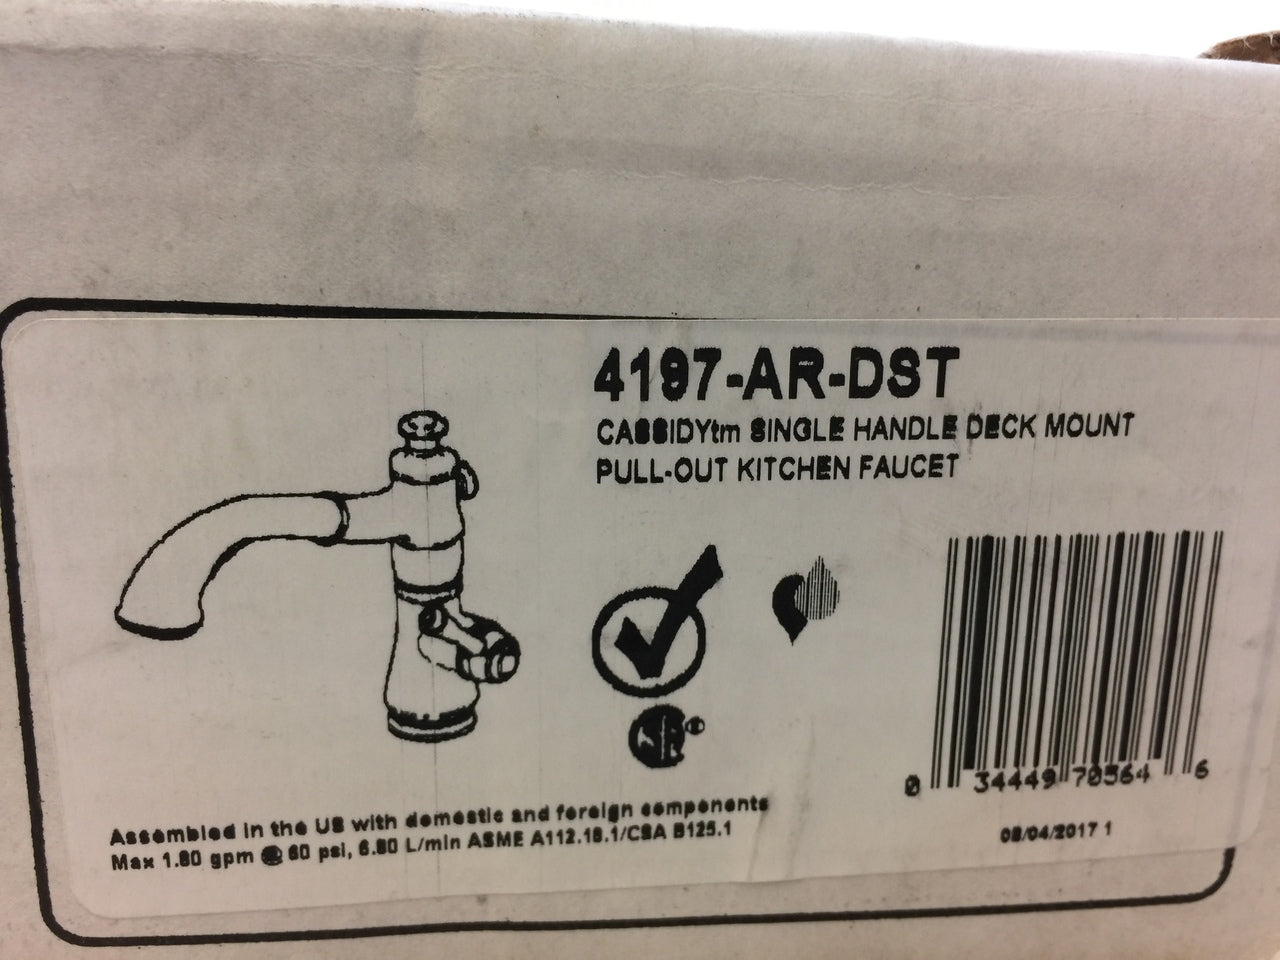 4197-AR-DST
CASSIDYtm SINGLE HANDLE DECK MOUNT
PULL-OUT KITCHEN FAUCET
0 34449 70564 6
Assembled in the US with domestic and foreign components
Max 1.80 gpm @ 60 psi, 6.80 L/min ASME A112.18.1/CSA B125.1
08/04/2017 1